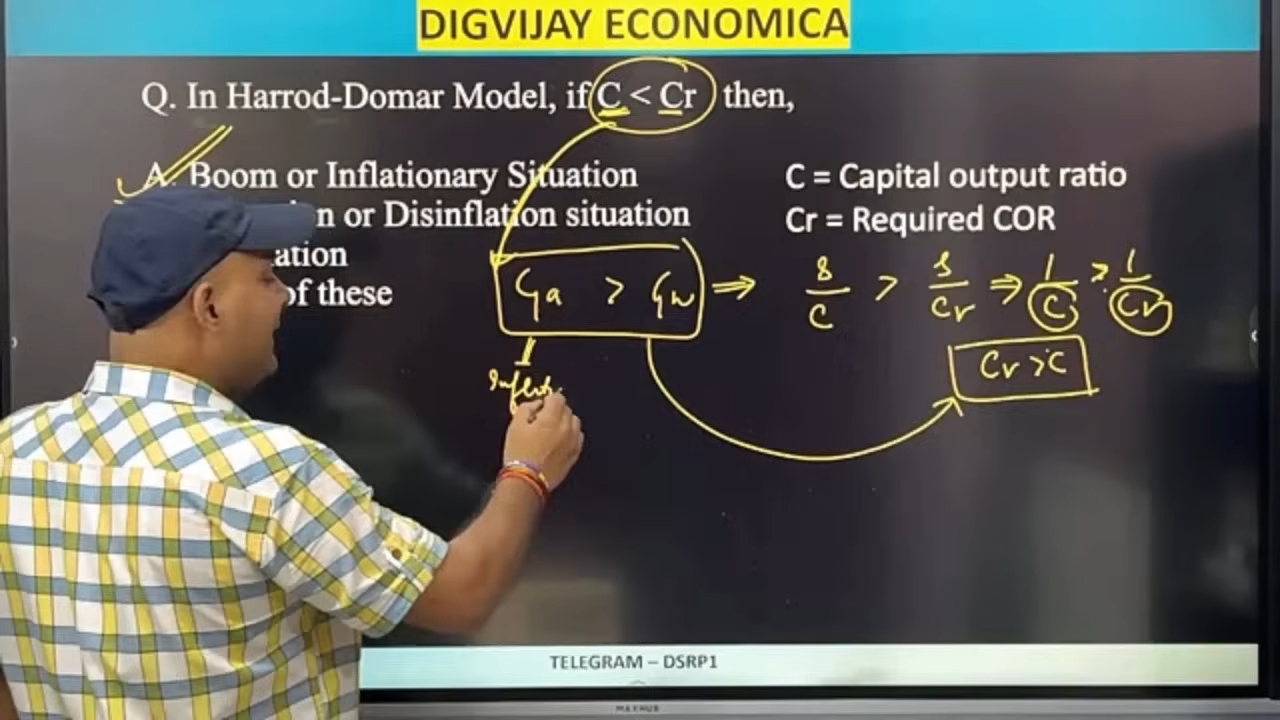 DIGVIJAY ECONOMICA
Q. In Harrod-Domar Model, if C < Cr then,
A. Boom or Inflationary Situation
n or Disinflation situation
ation
of these
C = Capital output ratio
Cr = Required COR
Ga > Gw ⇒ s/C > s/Cr ⇒ 1/C > 1/Cr
Cr > C
TELEGRAM – DSRP1
MAXHUB